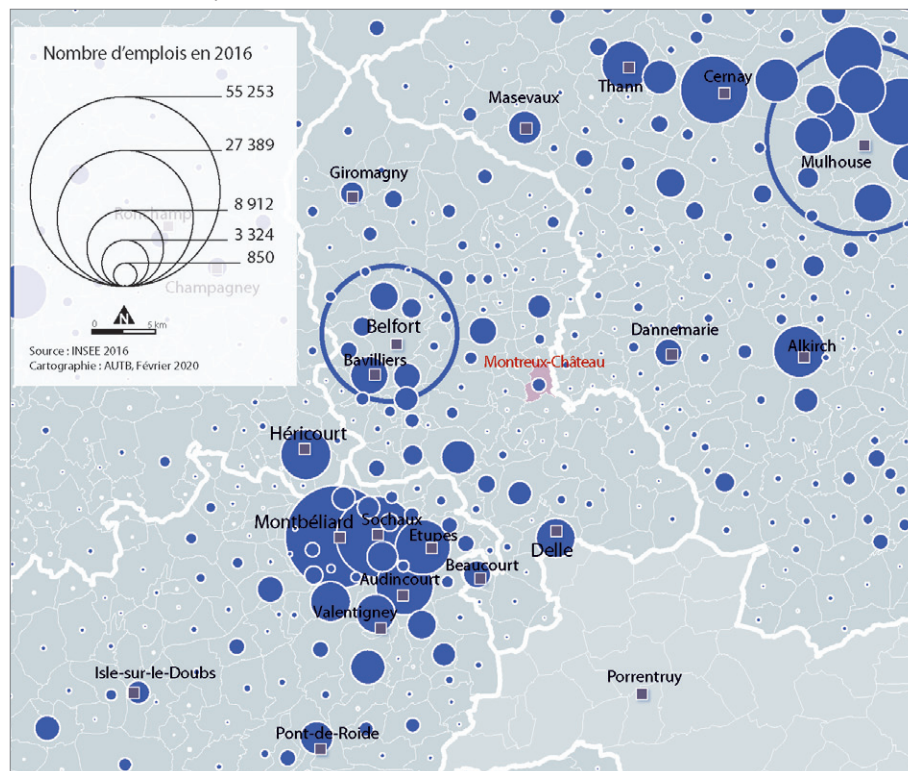 Nombre d'emplois en 2016
55 253
27 389
8 912
3 324
850
Ronchamp
Champagney
N
0 5 km
Source : INSEE 2016
Cartographie : AUTB, Février 2020
Thann
Cernay
Masevaux
Mulhouse
Giromagny
Belfort
Bavilliers
Montreux-Château
Dannemarie
Alkirch
Héricourt
Montbéliard
Sochaux
Etupes
Delle
Beaucourt
Audincourt
Valentigney
Isle-sur-le-Doubs
Porrentruy
Pont-de-Roide